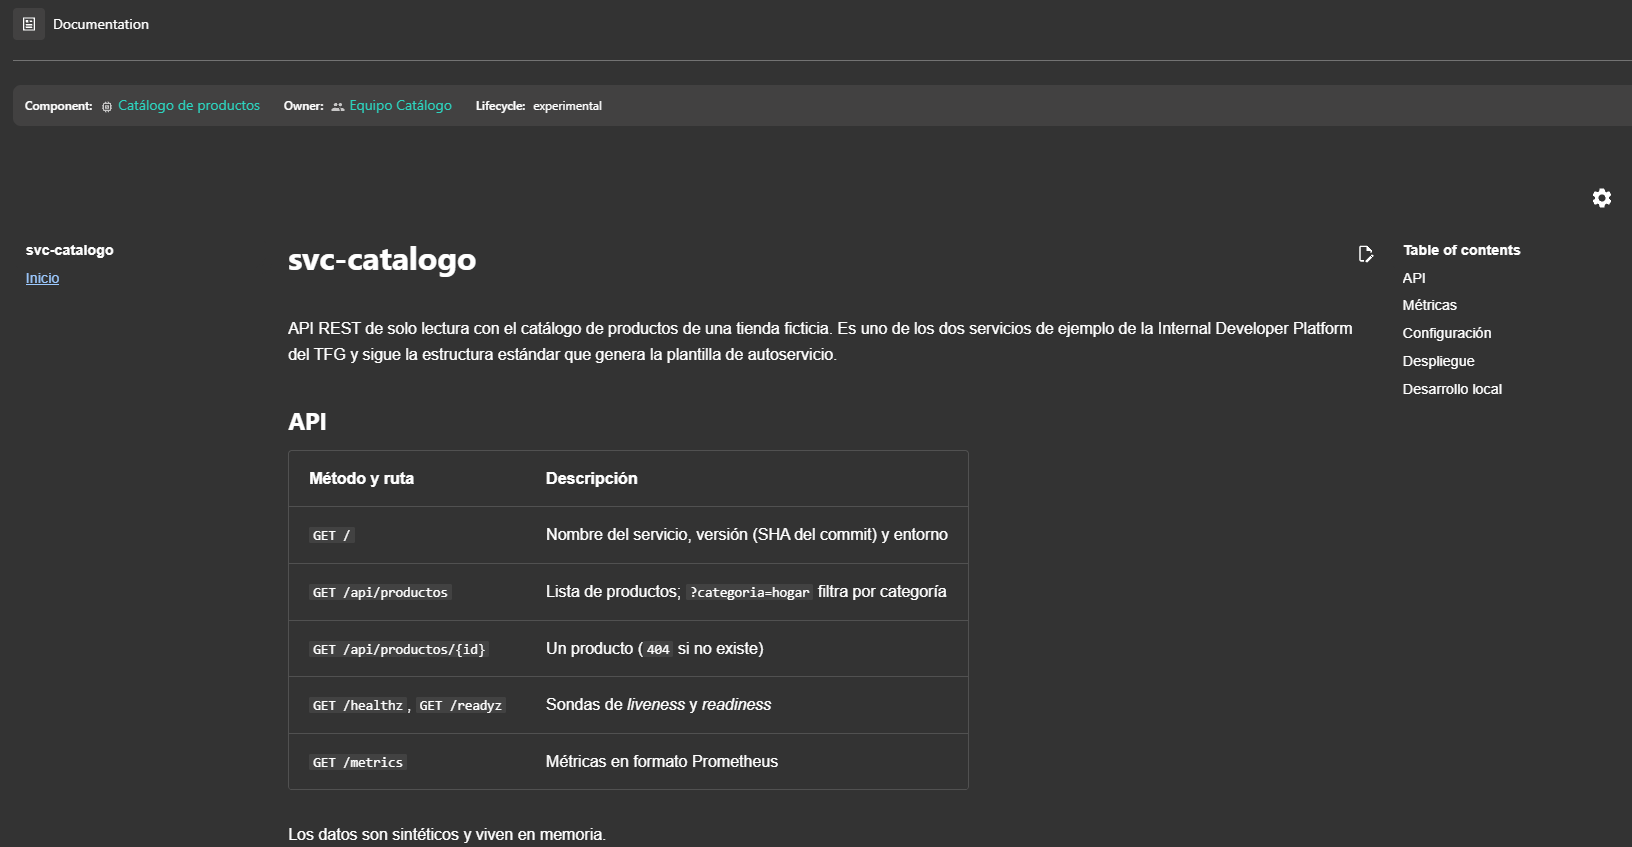 Documentation
Component: Catálogo de productos Owner: Equipo Catálogo Lifecycle: experimental
svc-catalogo
Inicio
svc-catalogo
API REST de solo lectura con el catálogo de productos de una tienda ficticia. Es uno de los dos servicios de ejemplo de la Internal Developer Platform
del TFG y sigue la estructura estándar que genera la plantilla de autoservicio.
API
Método y ruta Descripción
GET / Nombre del servicio, versión (SHA del commit) y entorno
GET /api/productos Lista de productos; ?categoria=hogar filtra por categoría
GET /api/productos/{id} Un producto (404 si no existe)
GET /healthz, GET /readyz Sondas de liveness y readiness
GET /metrics Métricas en formato Prometheus
Los datos son sintéticos y viven en memoria.
Table of contents
API
Métricas
Configuración
Despliegue
Desarrollo local